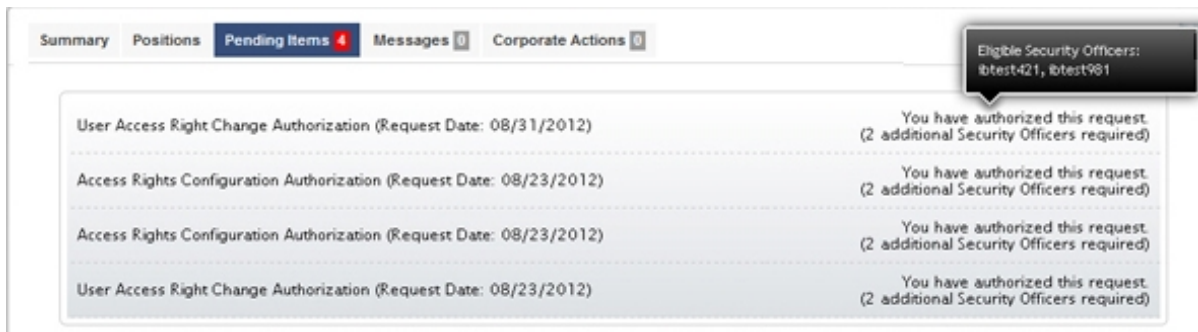 Summary Positions Pending Items 4 Messages 0 Corporate Actions 0
Eligible Security Officers:
ibtest421, ibtest981
User Access Right Change Authorization (Request Date: 08/31/2012)
You have authorized this request.
(2 additional Security Officers required)
Access Rights Configuration Authorization (Request Date: 08/23/2012)
You have authorized this request.
(2 additional Security Officers required)
Access Rights Configuration Authorization (Request Date: 08/23/2012)
You have authorized this request.
(2 additional Security Officers required)
User Access Right Change Authorization (Request Date: 08/23/2012)
You have authorized this request.
(2 additional Security Officers required)